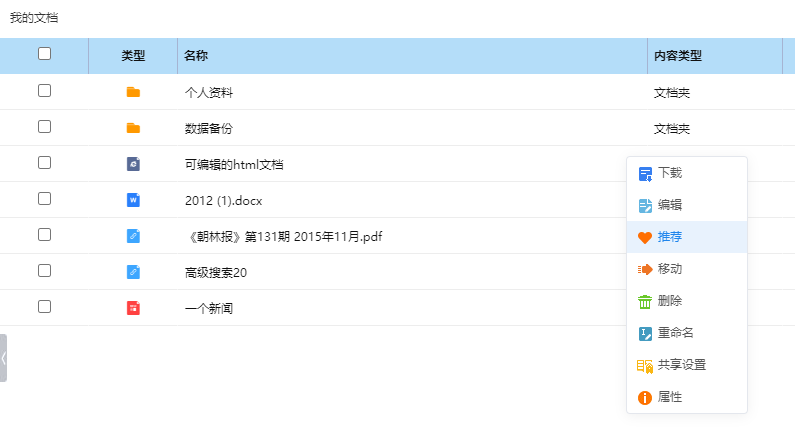 我的文档
类型 名称 内容类型
个人资料 文档夹
数据备份 文档夹
可编辑的html文档
2012 (1).docx
《朝林报》第131期 2015年11月.pdf
高级搜索20
一个新闻
下载
编辑
推荐
移动
删除
重命名
共享设置
属性